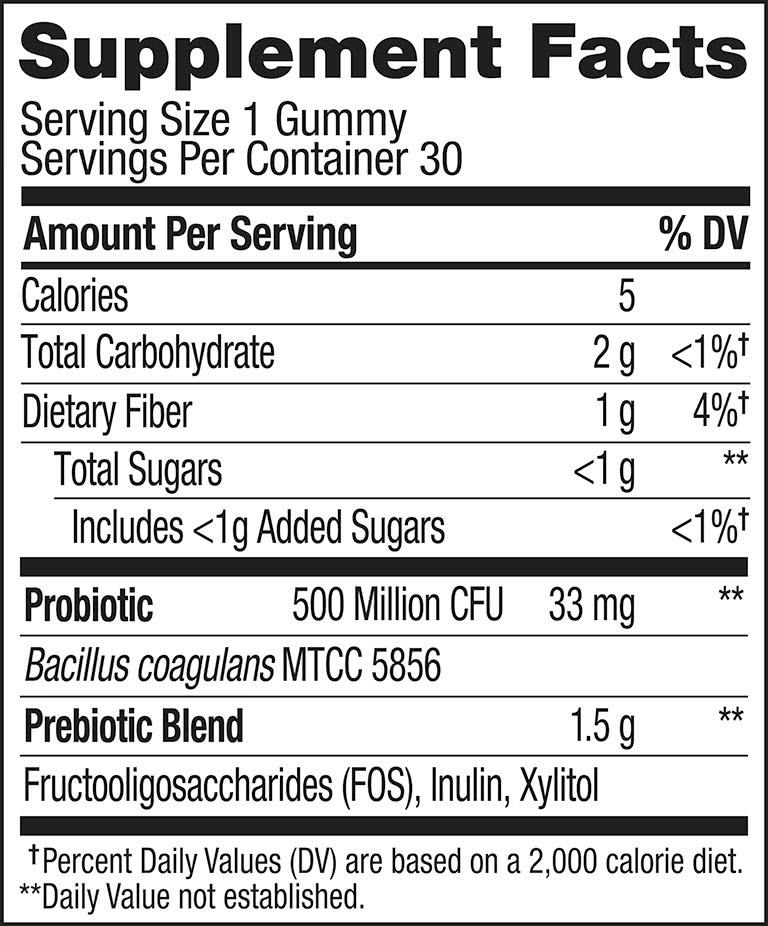 Supplement Facts
Serving Size 1 Gummy
Servings Per Container 30
Amount Per Serving % DV
Calories 5
Total Carbohydrate 2 g <1%†
Dietary Fiber 1 g 4%†
Total Sugars <1 g **
Includes <1g Added Sugars <1%†
Probiotic 500 Million CFU 33 mg **
Bacillus coagulans MTCC 5856
Prebiotic Blend 1.5 g **
Fructooligosaccharides (FOS), Inulin, Xylitol
†Percent Daily Values (DV) are based on a 2,000 calorie diet.
**Daily Value not established.